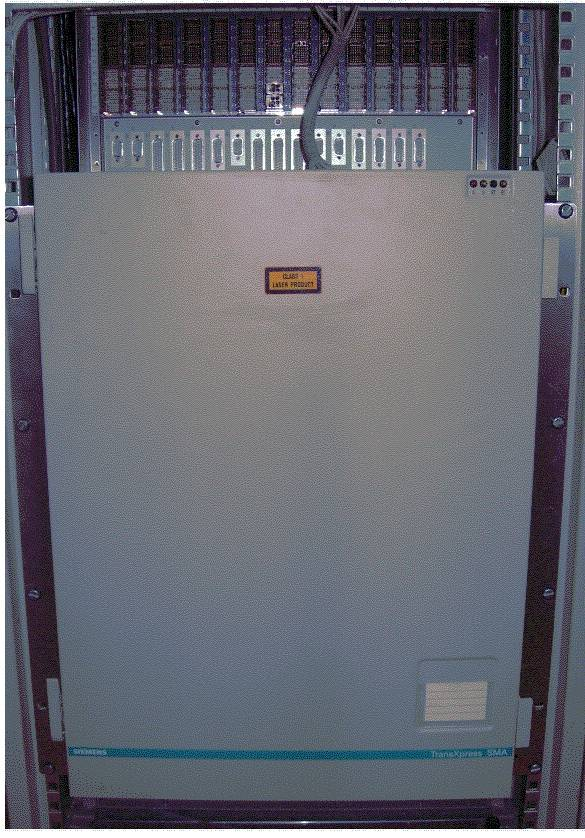 CLASS 1
LASER PRODUCT
SIEMENS TransXpress SMA